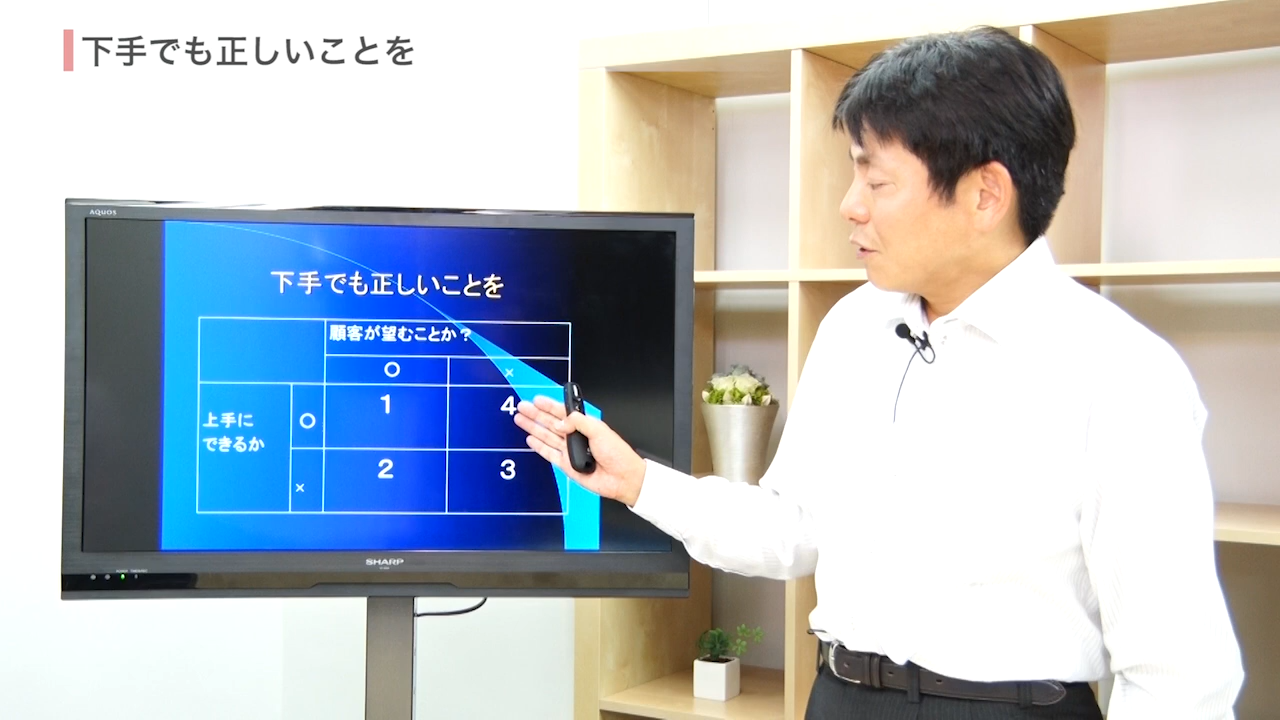 下手でも正しいことを
AQUOS
下手でも正しいことを
顧客が望むことか？
○ ×
上手に
できるか
○ 1 4
× 2 3
SHARP